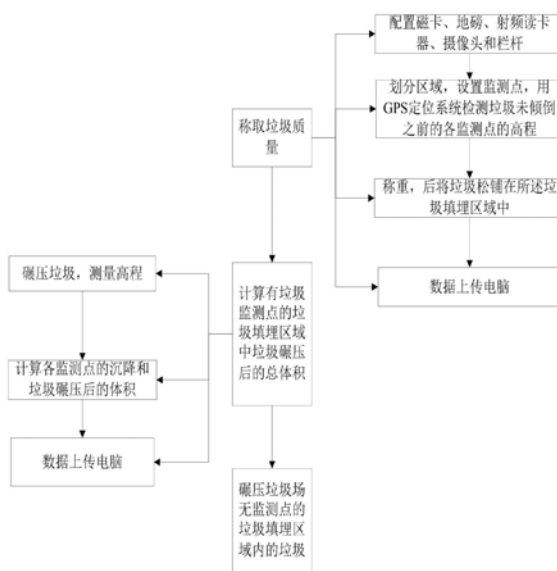 配置磁卡、地磅、射频读卡
器、摄像头和栏杆
划分区域，设置监测点，用
GPS定位系统检测垃圾未倾倒
之前的各监测点的高程
称取垃圾质
量
称重，后将垃圾松铺在所述垃
圾填埋区域中
数据上传电脑
碾压垃圾，测量高程
计算有垃圾
监测点的垃
圾填埋区域
中垃圾碾压
后的总体积
计算各监测点的沉降和
垃圾碾压后的体积
数据上传电脑
碾压垃圾场
无监测点的
垃圾填埋区
域内的垃圾